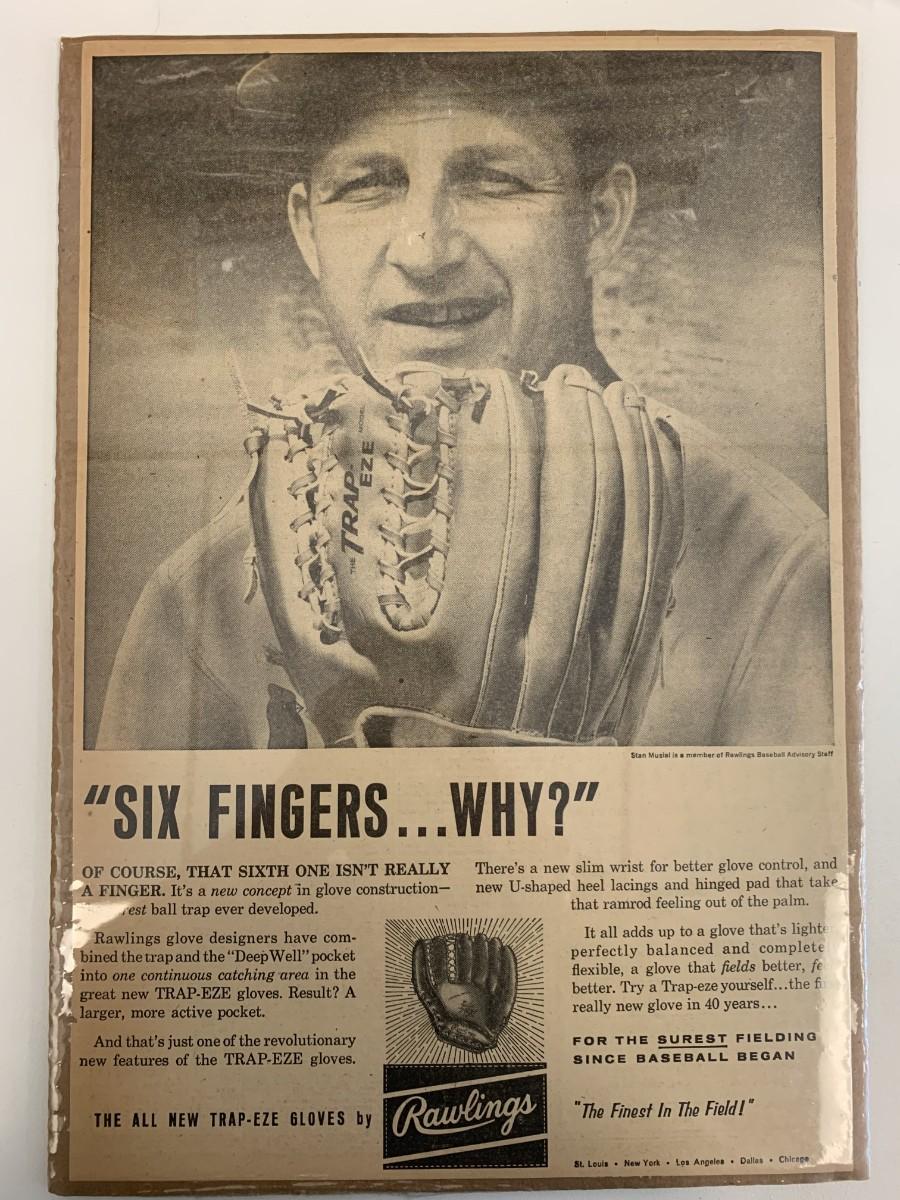 THE TRAP-EZE MODEL
Stan Musial is a member of Rawlings Baseball Advisory Staff
"SIX FINGERS...WHY?"
OF COURSE, THAT SIXTH ONE ISN'T REALLY
A FINGER. It's a new concept in glove construction—
ball trap ever developed.
Rawlings glove designers have com-
bined the trap and the "Deep Well" pocket
into one continuous catching area in the
great new TRAP-EZE gloves. Result? A
larger, more active pocket.
And that's just one of the revolutionary
new features of the TRAP-EZE gloves.
THE ALL NEW TRAP-EZE GLOVES by
Rawlings
There's a new slim wrist for better glove control, and
new U-shaped heel lacings and hinged pad that take
that ramrod feeling out of the palm.
It all adds up to a glove that's
perfectly balanced and
flexible, a glove that fields better,
better. Try a Trap-eze yourself...the
really new glove in 40 years...
FOR THE SUREST FIELDING
SINCE BASEBALL BEGAN
"The Finest In The Field!"
St. Louis • New York • Los Angeles • Dallas • Chicago